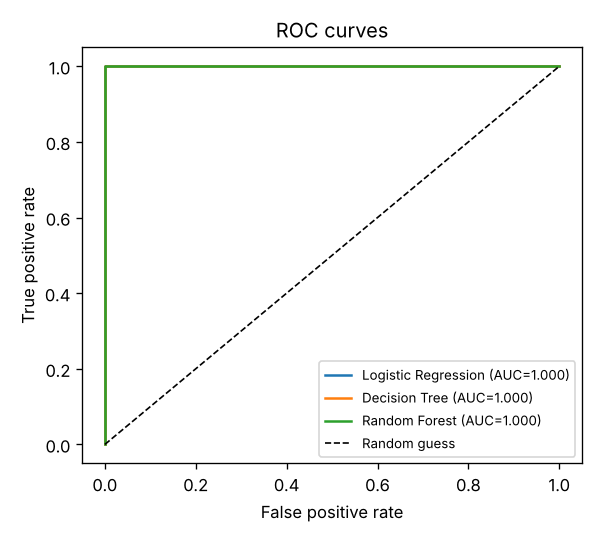 ROC curves
True positive rate
1.0
0.8
0.6
0.4
0.2
0.0
Logistic Regression (AUC=1.000)
Decision Tree (AUC=1.000)
Random Forest (AUC=1.000)
Random guess
0.0 0.2 0.4 0.6 0.8 1.0
False positive rate